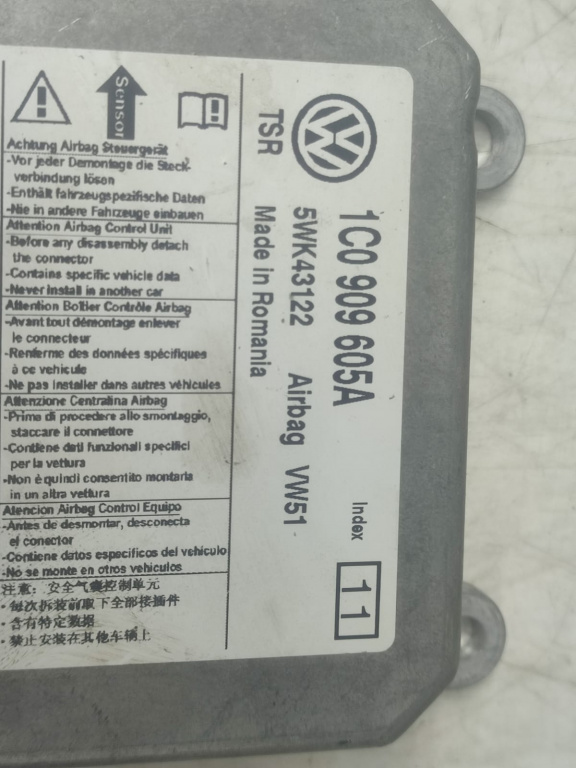 Sensor
Achtung Airbag Steuergerät
-Vor jeder Demontage die Steck-
verbindung lösen
-Enthält fahrzeugspezifische Daten
-Nie in andere Fahrzeuge einbauen
Attention Airbag Control Unit
-Before any disassembly detach
the connector
-Contains specific vehicle data
-Never install in another car
Attention Boîtier Contrôle Airbag
-Avant tout démontage enlever
le connecteur
-Renferme des données spécifiques
à ce véhicule
-Ne pas installer dans autres véhicules
Attenzione Centralina Airbag
-Prima di procedere allo smontaggio,
staccare il connettore
-Contiene dati funzionali specifici
per la vettura
-Non è quindi consentito montarla
in un altra vettura
Atencion Airbag Control Equipo
-Antes de desmontar, desconecta
el conector
-Contiene datos especificos del vehiculo
-No se monte en otros vehiculos
注意: 安全气囊控制单元
·每次拆装前取下全部接插件
·含有特定数据
·禁止安装在其他车辆上
VW
1C0 909 605A
Index 11
5WK43122 Airbag VW51
TSR Made in Romania